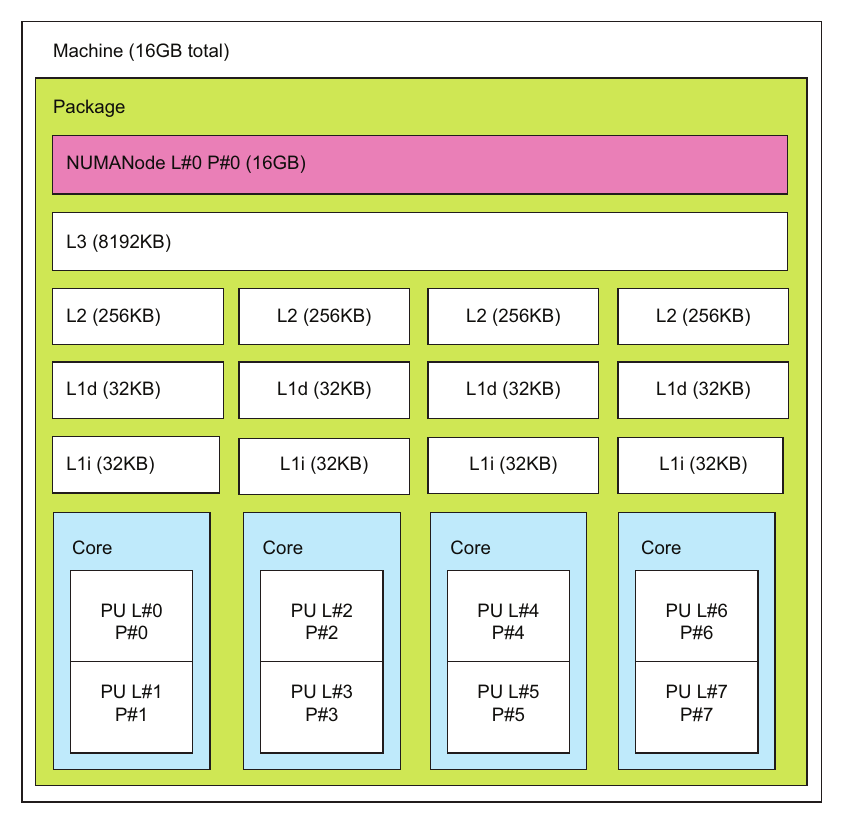 Machine (16GB total)
Package
NUMANode L#0 P#0 (16GB)
L3 (8192KB)
L2 (256KB)
L2 (256KB)
L2 (256KB)
L2 (256KB)
L1d (32KB)
L1d (32KB)
L1d (32KB)
L1d (32KB)
L1i (32KB)
L1i (32KB)
L1i (32KB)
L1i (32KB)
Core
PU L#0
P#0
PU L#1
P#1
Core
PU L#2
P#2
PU L#3
P#3
Core
PU L#4
P#4
PU L#5
P#5
Core
PU L#6
P#6
PU L#7
P#7